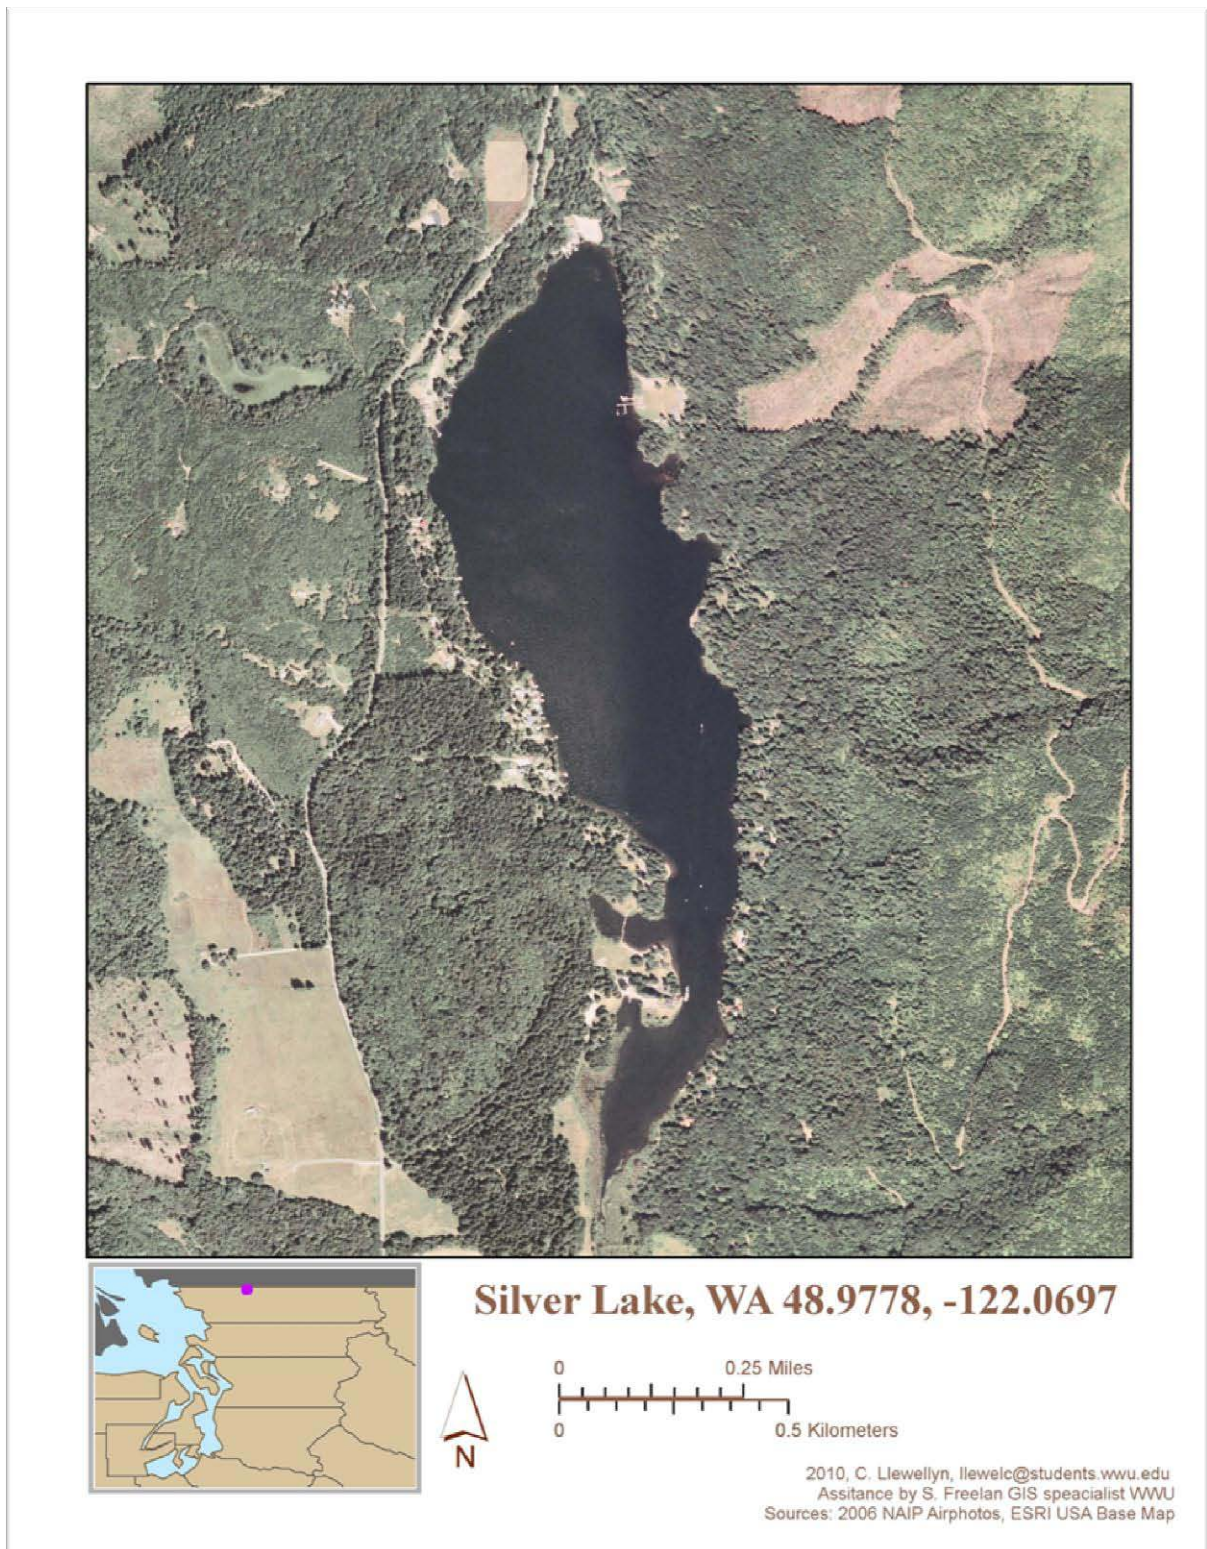 Silver Lake, WA 48.9778, -122.0697
0 0.25 Miles
0 0.5 Kilometers
N
2010, C. Llewellyn, llewelc@students.wwu.edu
Assitance by S. Freelan GIS speacialist WWU
Sources: 2006 NAIP Airphotos, ESRI USA Base Map